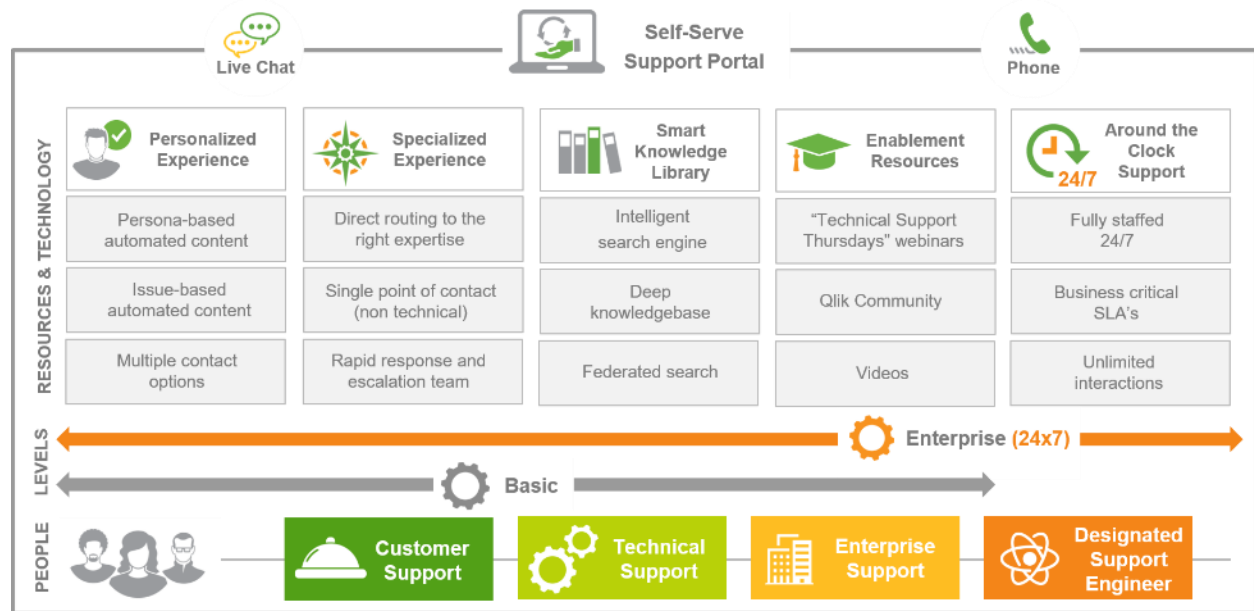 Live Chat
Self-Serve
Support Portal
Phone
RESOURCES & TECHNOLOGY
Personalized
Experience
Specialized
Experience
Smart
Knowledge
Library
Enablement
Resources
24/7
Around the
Clock
Support
Persona-based
automated content
Direct routing to the
right expertise
Intelligent
search engine
“Technical Support
Thursdays” webinars
Fully staffed
24/7
Issue-based
automated content
Single point of contact
(non technical)
Deep
knowledgebase
Qlik Community
Business critical
SLA's
Multiple contact
options
Rapid response and
escalation team
Federated search
Videos
Unlimited
interactions
LEVELS
Enterprise (24x7)
Basic
PEOPLE
Customer
Support
Technical
Support
Enterprise
Support
Designated
Support
Engineer